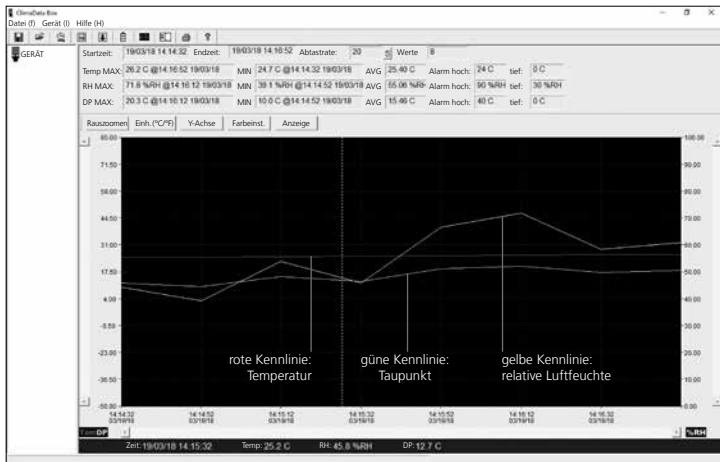 ClimaData Box
Datei (f) Gerät (l) Hilfe (H)
GERÄT
Startzeit: 19/03/18 14:14:32 Endzeit: 19/03/18 14:16:52 Abtastrate: 20 S Werte 8
Temp MAX: 26.2 C @14:16:52 19/03/18 MIN 24.7 C @14:14:32 19/03/18 AVG 25.40 C Alarm hoch: 24 C tief: 0 C
RH MAX: 71.8 %RH @14:16:12 19/03/18 MIN 39.1 %RH @14:14:52 19/03/18 AVG 55.06 %RH Alarm hoch: 90 %RH tief: 30 %RH
DP MAX: 20.3 C @14:16:12 19/03/18 MIN 10.0 C @14:14:52 19/03/18 AVG 15.46 C Alarm hoch: 40 C tief: 0 C
Rauszoomen Einh. (°C/°F) Y-Achse Farbeinst. Anzeige
85.00 100.00
71.50 90.00
58.00 80.00
44.50 70.00
31.00 60.00
17.50 50.00
4.00 40.00
-9.50 30.00
-23.00 20.00
-36.50 10.00
-50.00 0.00
rote Kennlinie: güne Kennlinie: gelbe Kennlinie:
Temperatur Taupunkt relative Luftfeuchte
14:14:32 14:14:52 14:15:12 14:15:32 14:15:52 14:16:12 14:16:32
03/19/18 03/19/18 03/19/18 03/19/18 03/19/18 03/19/18 03/19/18
DP %RH
Zeit: 19/03/18 14:15:32 Temp: 25.2 C RH: 45.8 %RH DP: 12.7 C